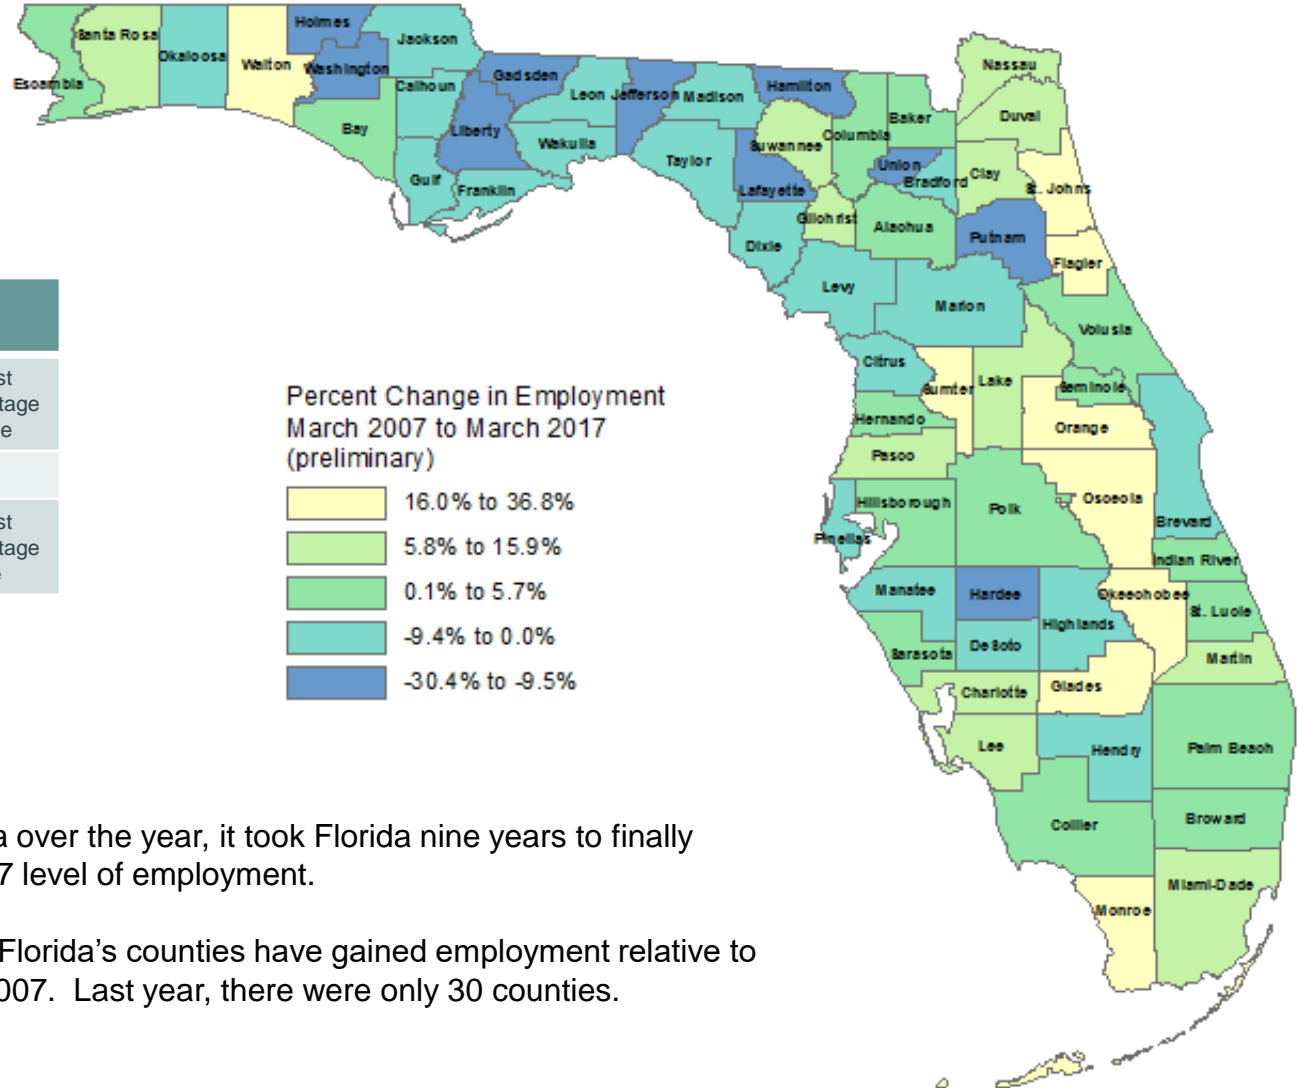 Holmes
Santa Rosa
Jackson
Okaloosa
Walton
Washington
Escambia
Calhoun
Gadsden
Leon
Jefferson
Madison
Hamilton
Nassau
Bay
Liberty
Wakulla
Taylor
Suwannee
Columbia
Baker
Duval
Gulf
Franklin
Lafayette
Union
Bradford
Clay
St. Johns
Gilchrist
Alachua
Putnam
Dixie
Flagler
Levy
Marion
Volusia
st
tage
e
st
tage
e
Percent Change in Employment
March 2007 to March 2017
(preliminary)
16.0% to 36.8%
5.8% to 15.9%
0.1% to 5.7%
-9.4% to 0.0%
-30.4% to -9.5%
Citrus
Sumter
Lake
Seminole
Hernando
Orange
Pasco
Hillsborough
Polk
Osceola
Brevard
Pinellas
Indian River
Manatee
Hardee
Okeechobee
St. Lucie
Highlands
Sarasota
DeSoto
Martin
Charlotte
Glades
Lee
Hendry
Palm Beach
Collier
Broward
Miami-Dade
Monroe
a over the year, it took Florida nine years to finally
7 level of employment.
Florida’s counties have gained employment relative to
007. Last year, there were only 30 counties.